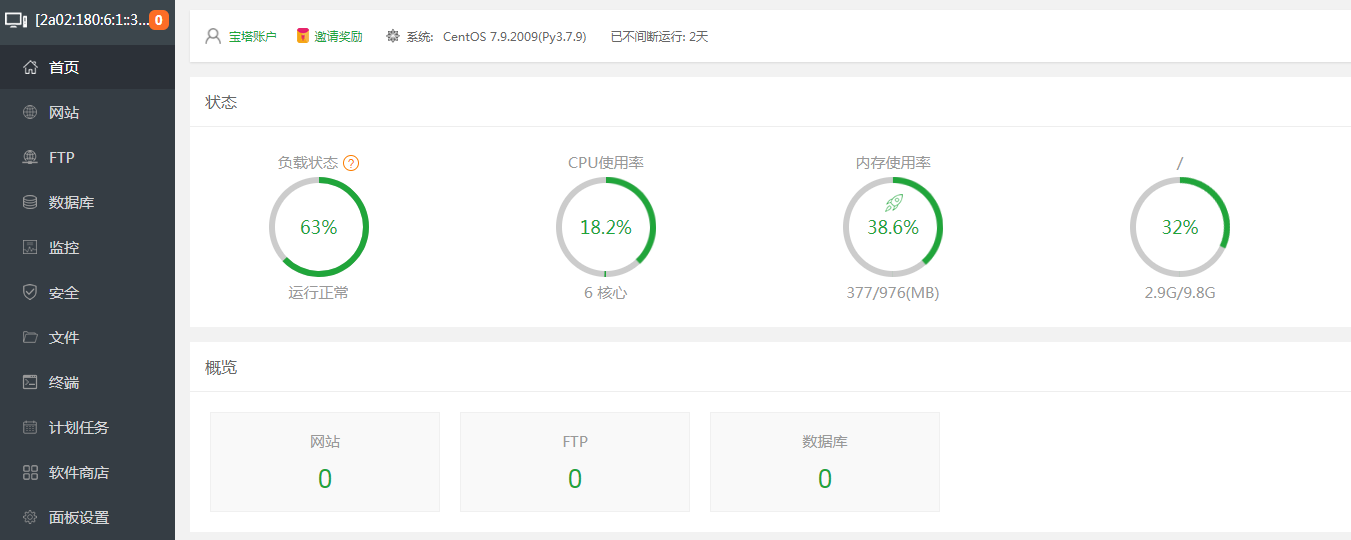 [2a02:180:6:1::3... 0
首页
网站
FTP
数据库
监控
安全
文件
终端
计划任务
软件商店
面板设置
宝塔账户 邀请奖励 系统: CentOS 7.9.2009(Py3.7.9) 已不间断运行: 2天
状态
负载状态 ? CPU使用率 内存使用率 /
63% 18.2% 38.6% 32%
运行正常 6 核心 377/976(MB) 2.9G/9.8G
概览
网站 FTP 数据库
0 0 0